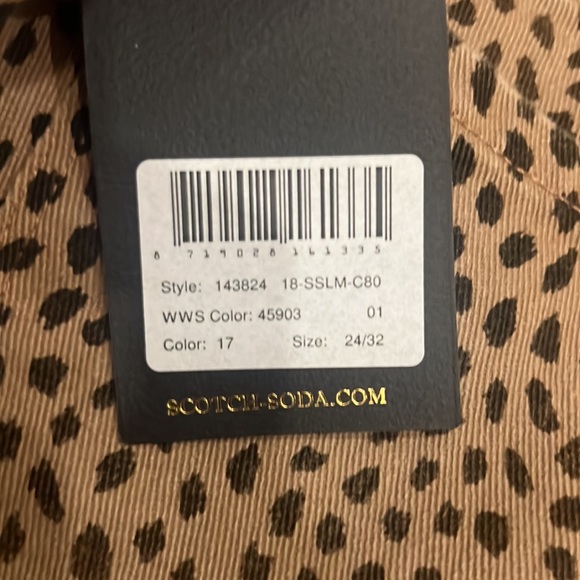 8 719028 161335
Style: 143824 18-SSLM-C80
WWS Color: 45903 01
Color: 17 Size: 24/32
SCOTCH-SODA.COM